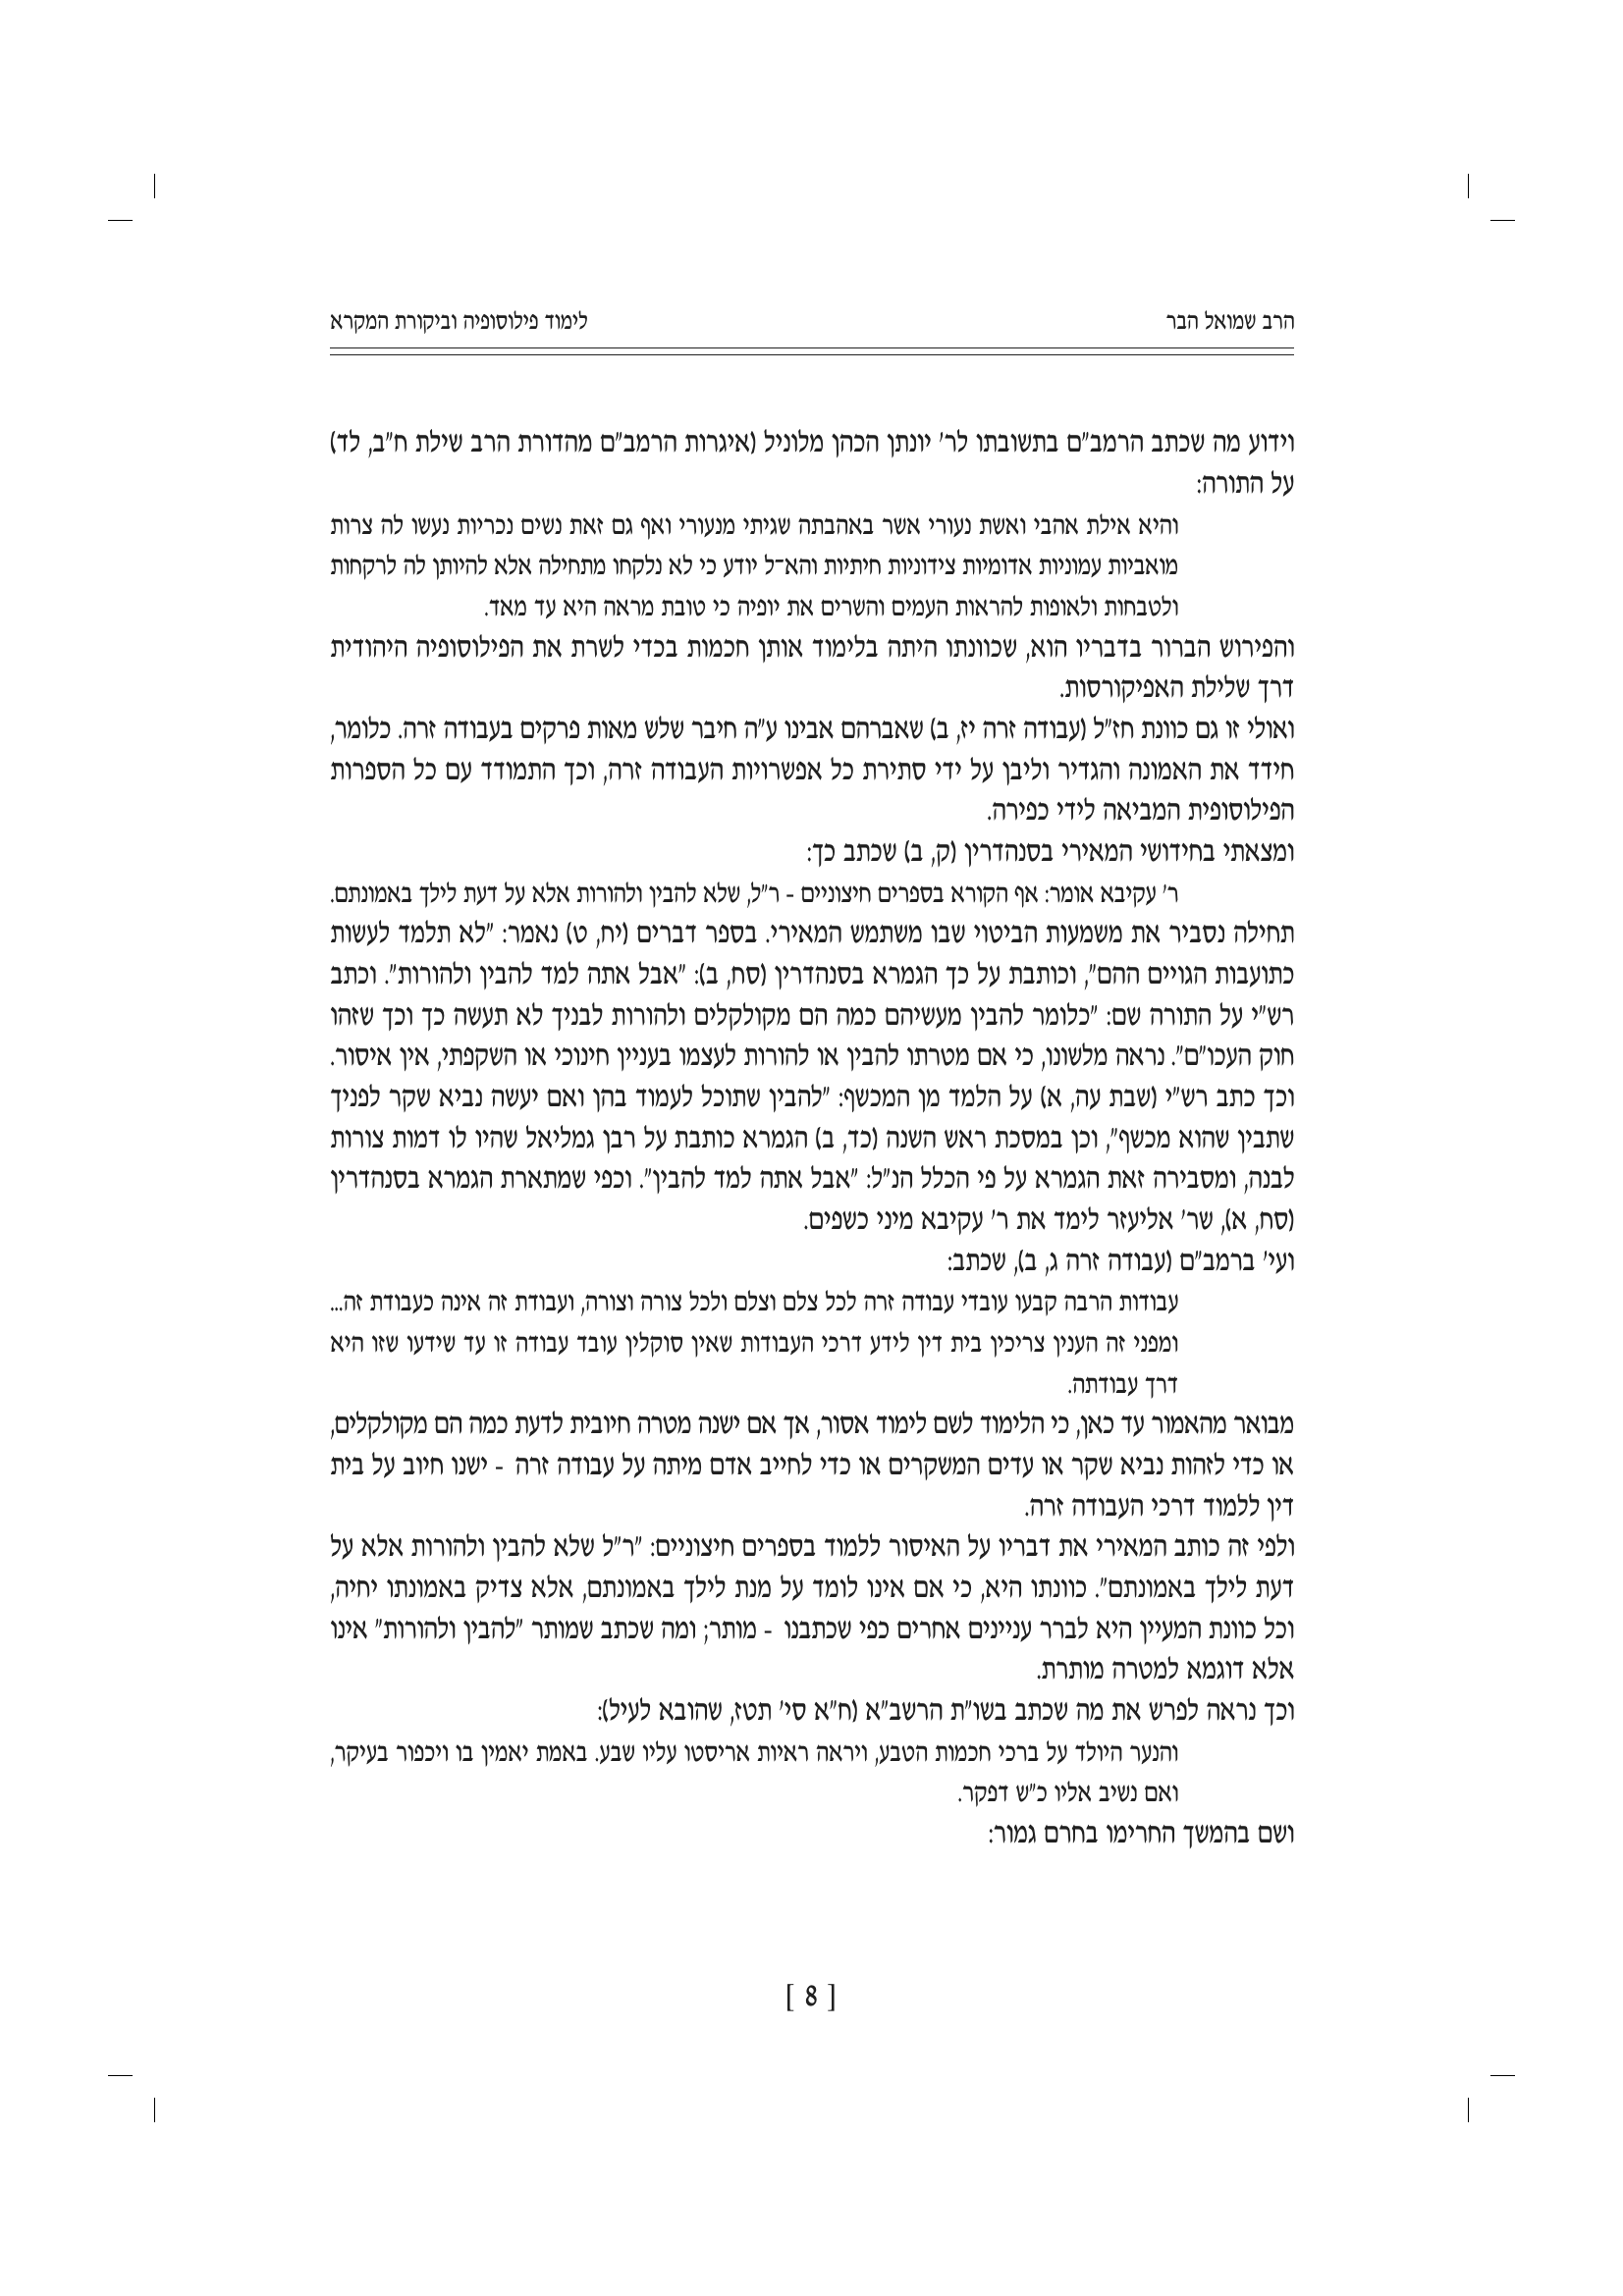 הרב שמואל הבר
לימוד פילוסופיה וביקורת המקרא
וידוע מה שכתב הרמב"ם בתשובתו לר' יונתן הכהן מלוניל (איגרות הרמב"ם מהדורת הרב שילת ח"ב, לד)
על התורה:
והיא אילת אהבי ואשת נעורי אשר באהבתה שגיתי מנעורי ואף גם זאת נשים נכריות נעשו לה צרות
מואביות עמוניות אדומיות צידוניות חיתיות והא־ל יודע כי לא נלקחו מתחילה אלא להיותן לה לרקחות
ולטבחות ולאופות להראות העמים והשרים את יופיה כי טובת מראה היא עד מאד.
והפירוש הברור בדבריו הוא, שכוונתו היתה בלימוד אותן חכמות בכדי לשרת את הפילוסופיה היהודית
דרך שלילת האפיקורסות.
ואולי זו גם כוונת חז"ל (עבודה זרה יז, ב) שאברהם אבינו ע"ה חיבר שלש מאות פרקים בעבודה זרה. כלומר,
חידד את האמונה והגדיר וליבן על ידי סתירת כל אפשרויות העבודה זרה, וכך התמודד עם כל הספרות
הפילוסופית המביאה לידי כפירה.
ומצאתי בחידושי המאירי בסנהדרין (ק, ב) שכתב כך:
ר' עקיבא אומר: אף הקורא בספרים חיצוניים - ר"ל, שלא להבין ולהורות אלא על דעת לילך באמונתם.
תחילה נסביר את משמעות הביטוי שבו משתמש המאירי. בספר דברים (יח, ט) נאמר: "לא תלמד לעשות
כתועבות הגויים ההם", וכותבת על כך הגמרא בסנהדרין (סח, ב): "אבל אתה למד להבין ולהורות". וכתב
רש"י על התורה שם: "כלומר להבין מעשיהם כמה הם מקולקלים ולהורות לבניך לא תעשה כך וכך שזהו
חוק העכו"ם". נראה מלשונו, כי אם מטרתו להבין או להורות לעצמו בעניין חינוכי או השקפתי, אין איסור.
וכך כתב רש"י (שבת עה, א) על הלמד מן המכשף: "להבין שתוכל לעמוד בהן ואם יעשה נביא שקר לפניך
שתבין שהוא מכשף", וכן במסכת ראש השנה (כד, ב) הגמרא כותבת על רבן גמליאל שהיו לו דמות צורות
לבנה, ומסבירה זאת הגמרא על פי הכלל הנ"ל: "אבל אתה למד להבין". וכפי שמתארת הגמרא בסנהדרין
(סח, א), שר' אליעזר לימד את ר' עקיבא מיני כשפים.
ועי' ברמב"ם (עבודה זרה ג, ב), שכתב:
עבודות הרבה קבעו עובדי עבודה זרה לכל צלם וצלם ולכל צורה וצורה, ועבודת זה אינה כעבודת זה...
ומפני זה הענין צריכין בית דין לידע דרכי העבודות שאין סוקלין עובד עבודה זו עד שידעו שזו היא
דרך עבודתה.
מבואר מהאמור עד כאן, כי הלימוד לשם לימוד אסור, אך אם ישנה מטרה חיובית לדעת כמה הם מקולקלים,
או כדי לזהות נביא שקר או עדים המשקרים או כדי לחייב אדם מיתה על עבודה זרה - ישנו חיוב על בית
דין ללמוד דרכי העבודה זרה.
ולפי זה כותב המאירי את דבריו על האיסור ללמוד בספרים חיצוניים: "ר"ל שלא להבין ולהורות אלא על
דעת לילך באמונתם". כוונתו היא, כי אם אינו לומד על מנת לילך באמונתם, אלא צדיק באמונתו יחיה,
וכל כוונת המעיין היא לברר עניינים אחרים כפי שכתבנו - מותר; ומה שכתב שמותר "להבין ולהורות" אינו
אלא דוגמא למטרה מותרת.
וכך נראה לפרש את מה שכתב בשו"ת הרשב"א (ח"א סי' תטז, שהובא לעיל):
והנער היולד על ברכי חכמות הטבע, ויראה ראיות אריסטו עליו שבע. באמת יאמין בו ויכפור בעיקר,
ואם נשיב אליו כ"ש דפקר.
ושם בהמשך החרימו בחרם גמור:
[ 8 ]